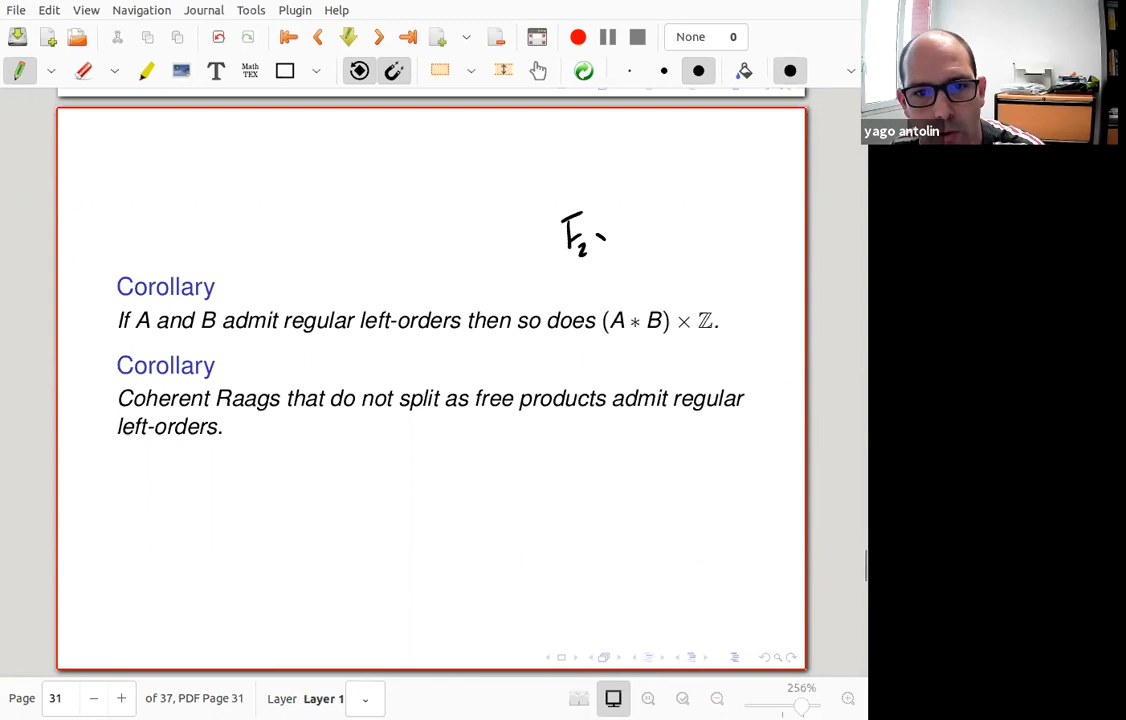 File Edit View Journal Tools Plugin Help
None 0
T MATH TEX
yago antolin
F₂
Corollary
If A and B admit regular left-orders then so does (A ∗ B) × ℤ.
Corollary
Coherent Raags that do not split as free products admit regular
left-orders.
Page 31 − + of 37, PDF Page 31 Layer Layer 1 256%